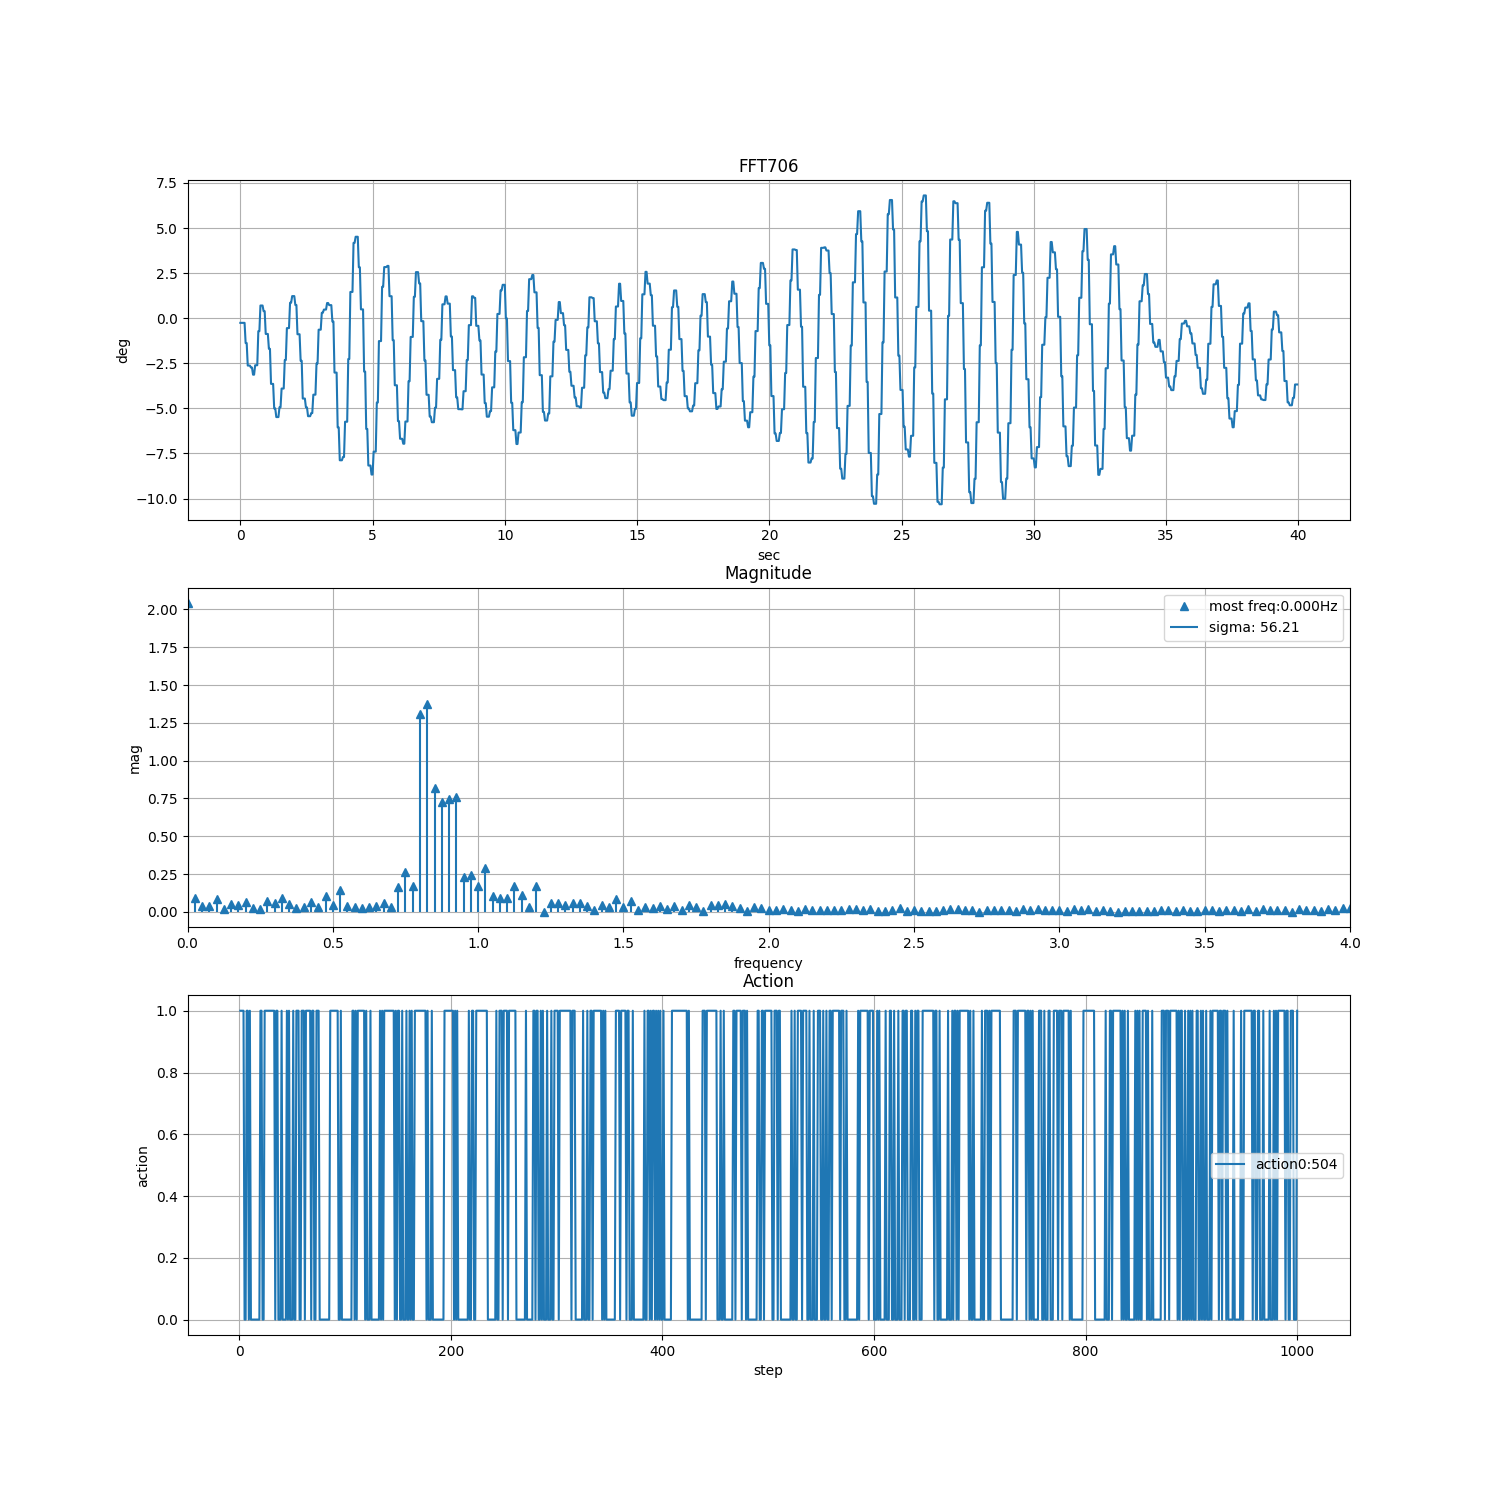 FFT706
7.5
5.0
2.5
0.0
−2.5
−5.0
−7.5
−10.0
deg
0 5 10 15 20 25 30 35 40
sec
Magnitude
2.00
1.75
1.50
1.25
1.00
0.75
0.50
0.25
0.00
mag
most freq:0.000Hz
sigma: 56.21
0.0 0.5 1.0 1.5 2.0 2.5 3.0 3.5 4.0
frequency
Action
1.0
0.8
0.6
0.4
0.2
0.0
action
action0:504
0 200 400 600 800 1000
step